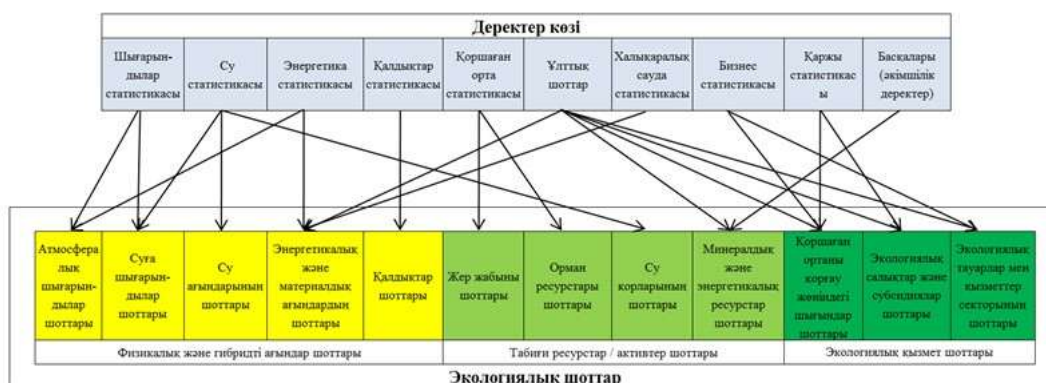 Деректер көзі
Шығарын-
дылар
статистикасы
Су
статистикасы
Энергетика
статистикасы
Қалдықтар
статистикасы
Қоршаған
орта
статистикасы
Ұлттық
шоттар
Халықаралық
сауда
статистикасы
Бизнес
статистикасы
Қаржы
статистикас
ы
Басқалары
(әкімшілік
деректер)
Атмосфера
лық
шығарын-
дылар
шоттары
Суға
шығарын-
дылар
шоттары
Су
ағындарының
шоттары
Энергетикалық
және
материалдық
ағындардың
шоттары
Қалдықтар
шоттары
Жер жабыны
шоттары
Орман
ресурстары
шоттары
Су
қорларының
шоттары
Минералдық
және
энергетикалық
ресурстар
шоттары
Қоршаған
ортаны
қорғау
жөніндегі
шығындар
шоттары
Экологиялық
салықтар және
субсидиялар
шоттары
Экологиялық
тауарлар мен
қызметтер
секторының
шоттары
Физикалық және гибридті ағындар шоттары
Табиғи ресурстар / активтер шоттары
Экологиялық қызмет шоттары
Экологиялық шоттар